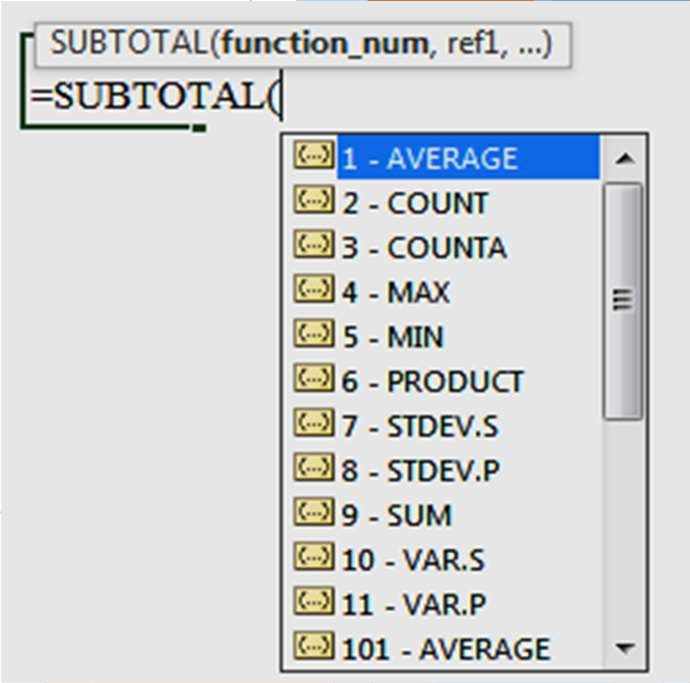 SUBTOTAL(function_num, ref1, ...)
=SUBTOTAL(
(...) 1 - AVERAGE
(...) 2 - COUNT
(...) 3 - COUNTA
(...) 4 - MAX
(...) 5 - MIN
(...) 6 - PRODUCT
(...) 7 - STDEV.S
(...) 8 - STDEV.P
(...) 9 - SUM
(...) 10 - VAR.S
(...) 11 - VAR.P
(...) 101 - AVERAGE